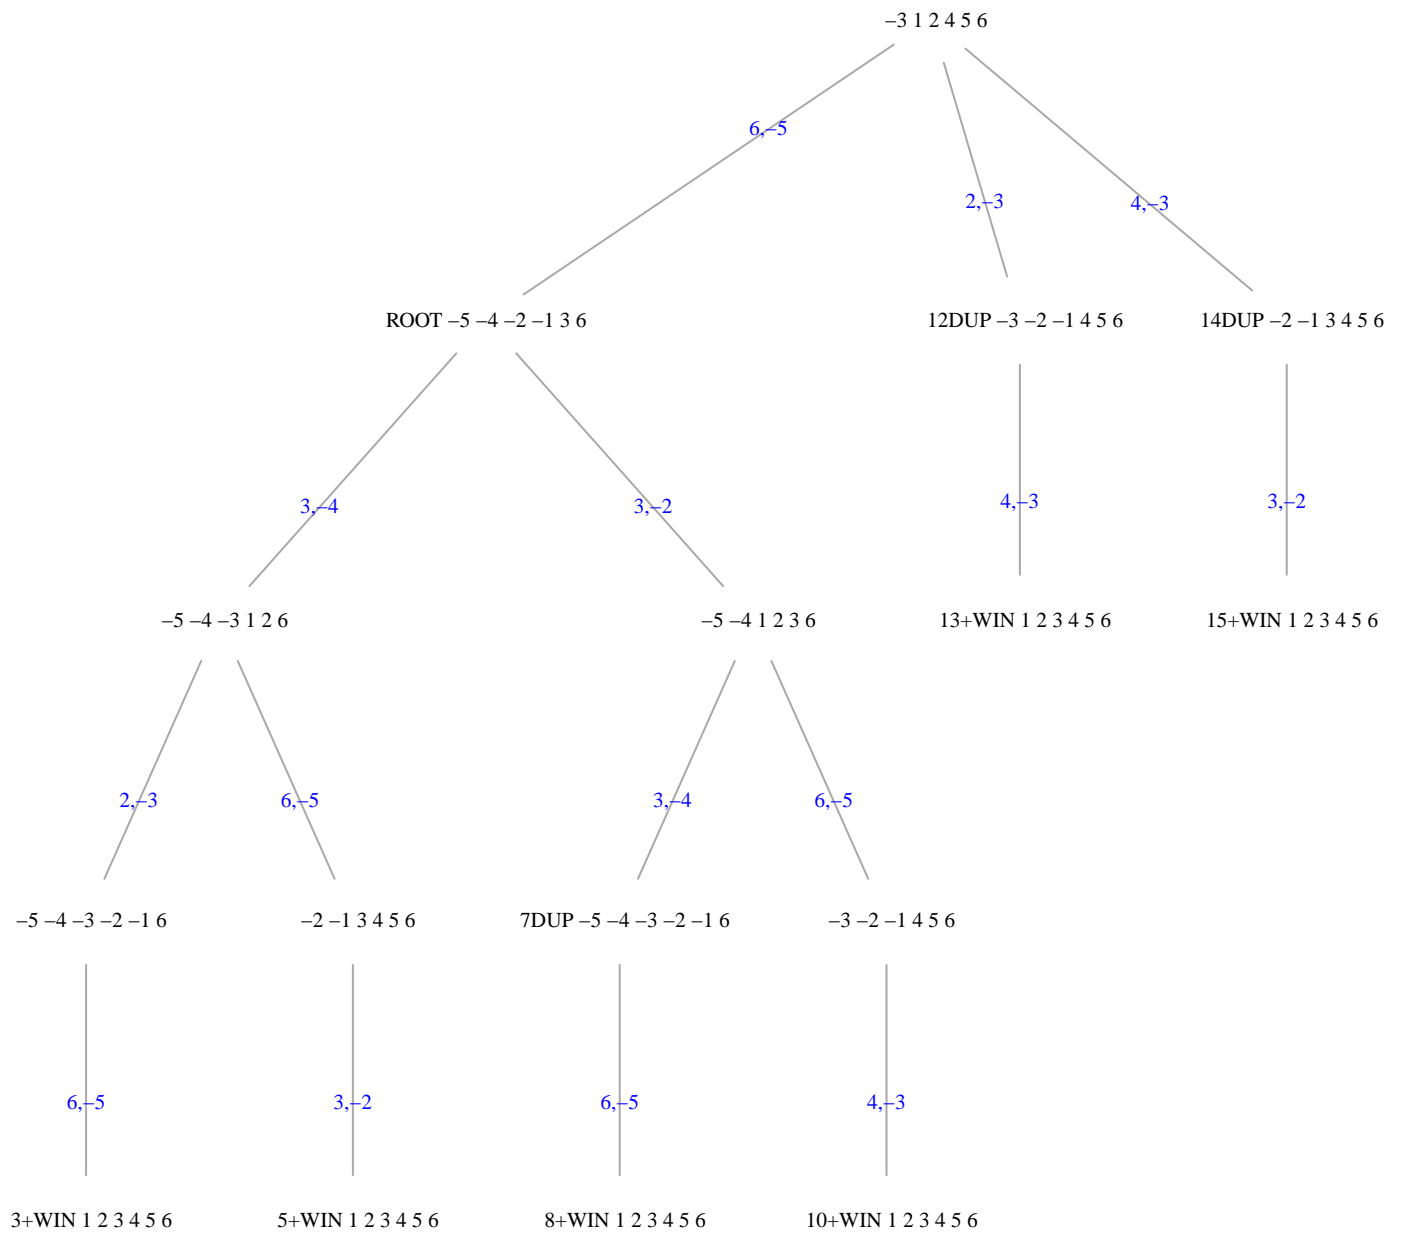 –3 1 2 4 5 6
6,–5
2,–3
4,–3
ROOT –5 –4 –2 –1 3 6
12DUP –3 –2 –1 4 5 6
14DUP –2 –1 3 4 5 6
3,–4
3,–2
4,–3
3,–2
–5 –4 –3 1 2 6
–5 –4 1 2 3 6
13+WIN 1 2 3 4 5 6
15+WIN 1 2 3 4 5 6
2,–3
6,–5
3,–4
6,–5
–5 –4 –3 –2 –1 6
–2 –1 3 4 5 6
7DUP –5 –4 –3 –2 –1 6
–3 –2 –1 4 5 6
6,–5
3,–2
6,–5
4,–3
3+WIN 1 2 3 4 5 6
5+WIN 1 2 3 4 5 6
8+WIN 1 2 3 4 5 6
10+WIN 1 2 3 4 5 6